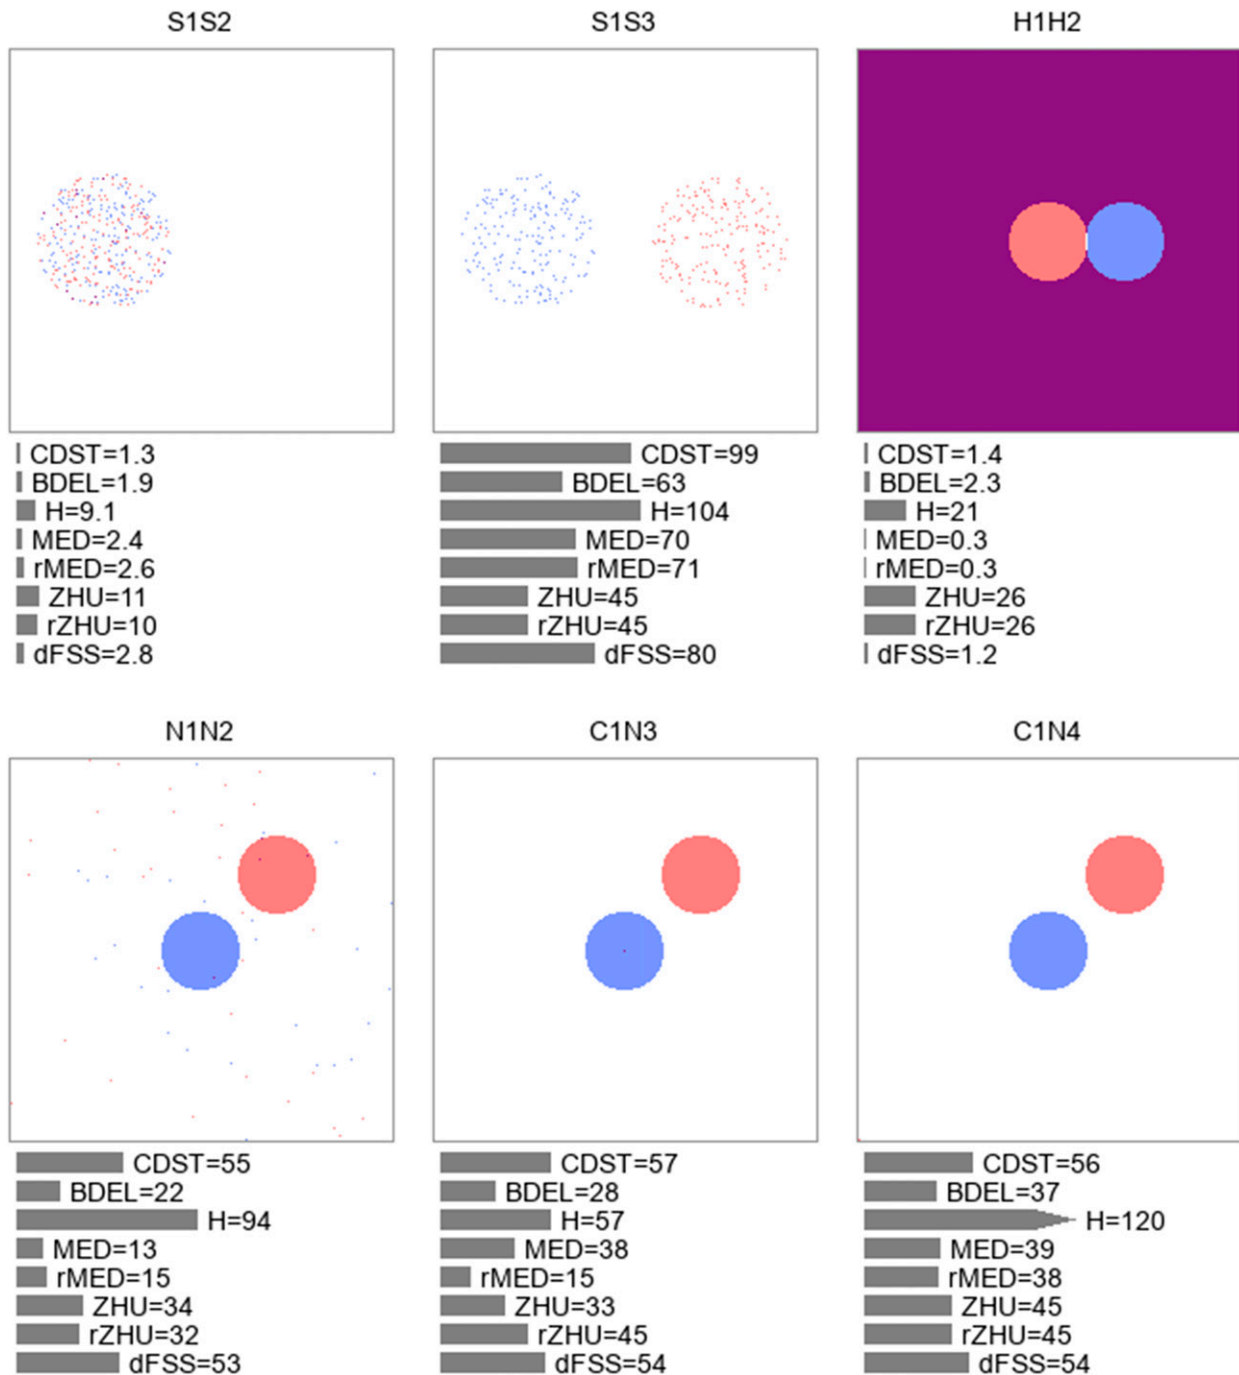 S1S2
CDST=1.3
BDEL=1.9
H=9.1
MED=2.4
rMED=2.6
ZHU=11
rZHU=10
dFSS=2.8
S1S3
CDST=99
BDEL=63
H=104
MED=70
rMED=71
ZHU=45
rZHU=45
dFSS=80
H1H2
CDST=1.4
BDEL=2.3
H=21
MED=0.3
rMED=0.3
ZHU=26
rZHU=26
dFSS=1.2
N1N2
CDST=55
BDEL=22
H=94
MED=13
rMED=15
ZHU=34
rZHU=32
dFSS=53
C1N3
CDST=57
BDEL=28
H=57
MED=38
rMED=15
ZHU=33
rZHU=45
dFSS=54
C1N4
CDST=56
BDEL=37
H=120
MED=39
rMED=38
ZHU=45
rZHU=45
dFSS=54